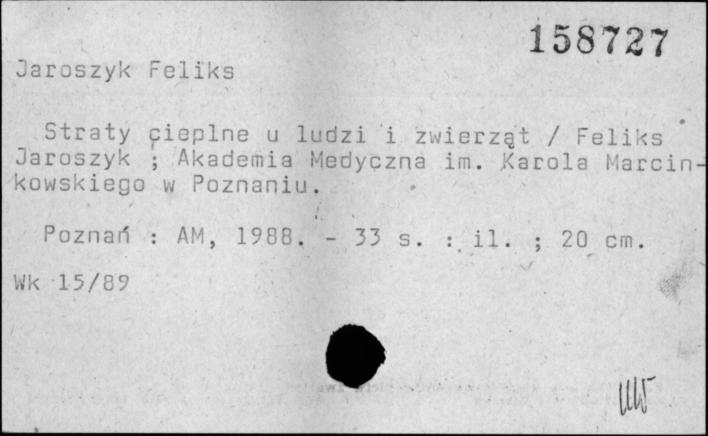 158727
Jaroszyk Feliks
Straty cieplne u ludzi i zwierząt / Feliks
Jaroszyk ; Akademia Medyczna im. Karola Marcin-
kowskiego w Poznaniu.
Poznań : AM, 1988. - 33 s. : il. ; 20 cm.
Wk 15/89